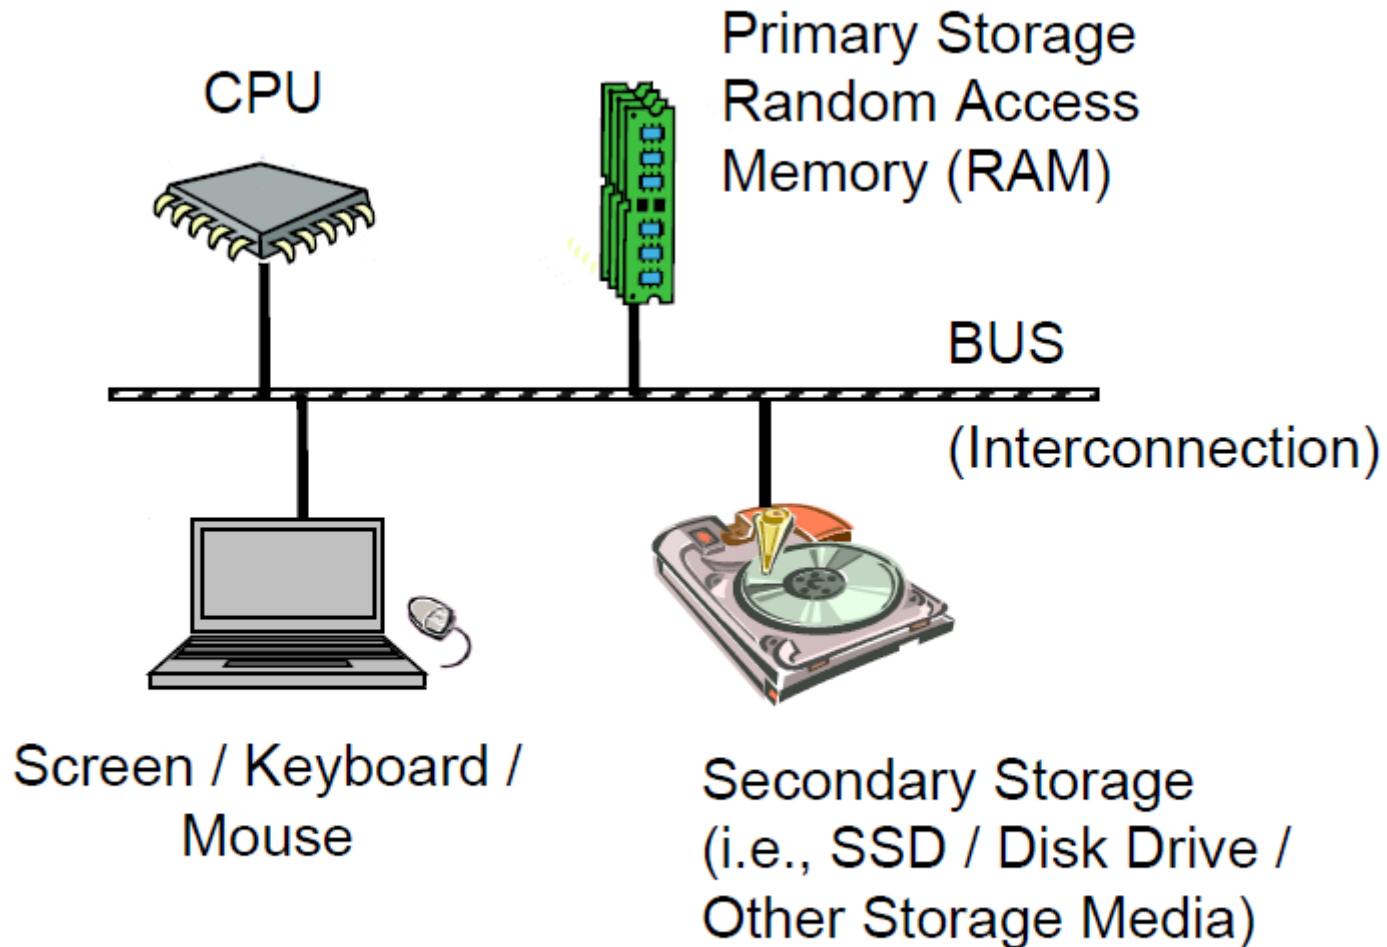 CPU
Primary Storage
Random Access
Memory (RAM)
BUS
(Interconnection)
Screen / Keyboard /
Mouse
Secondary Storage
(i.e., SSD / Disk Drive /
Other Storage Media)